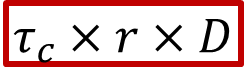 τ_c × r × D